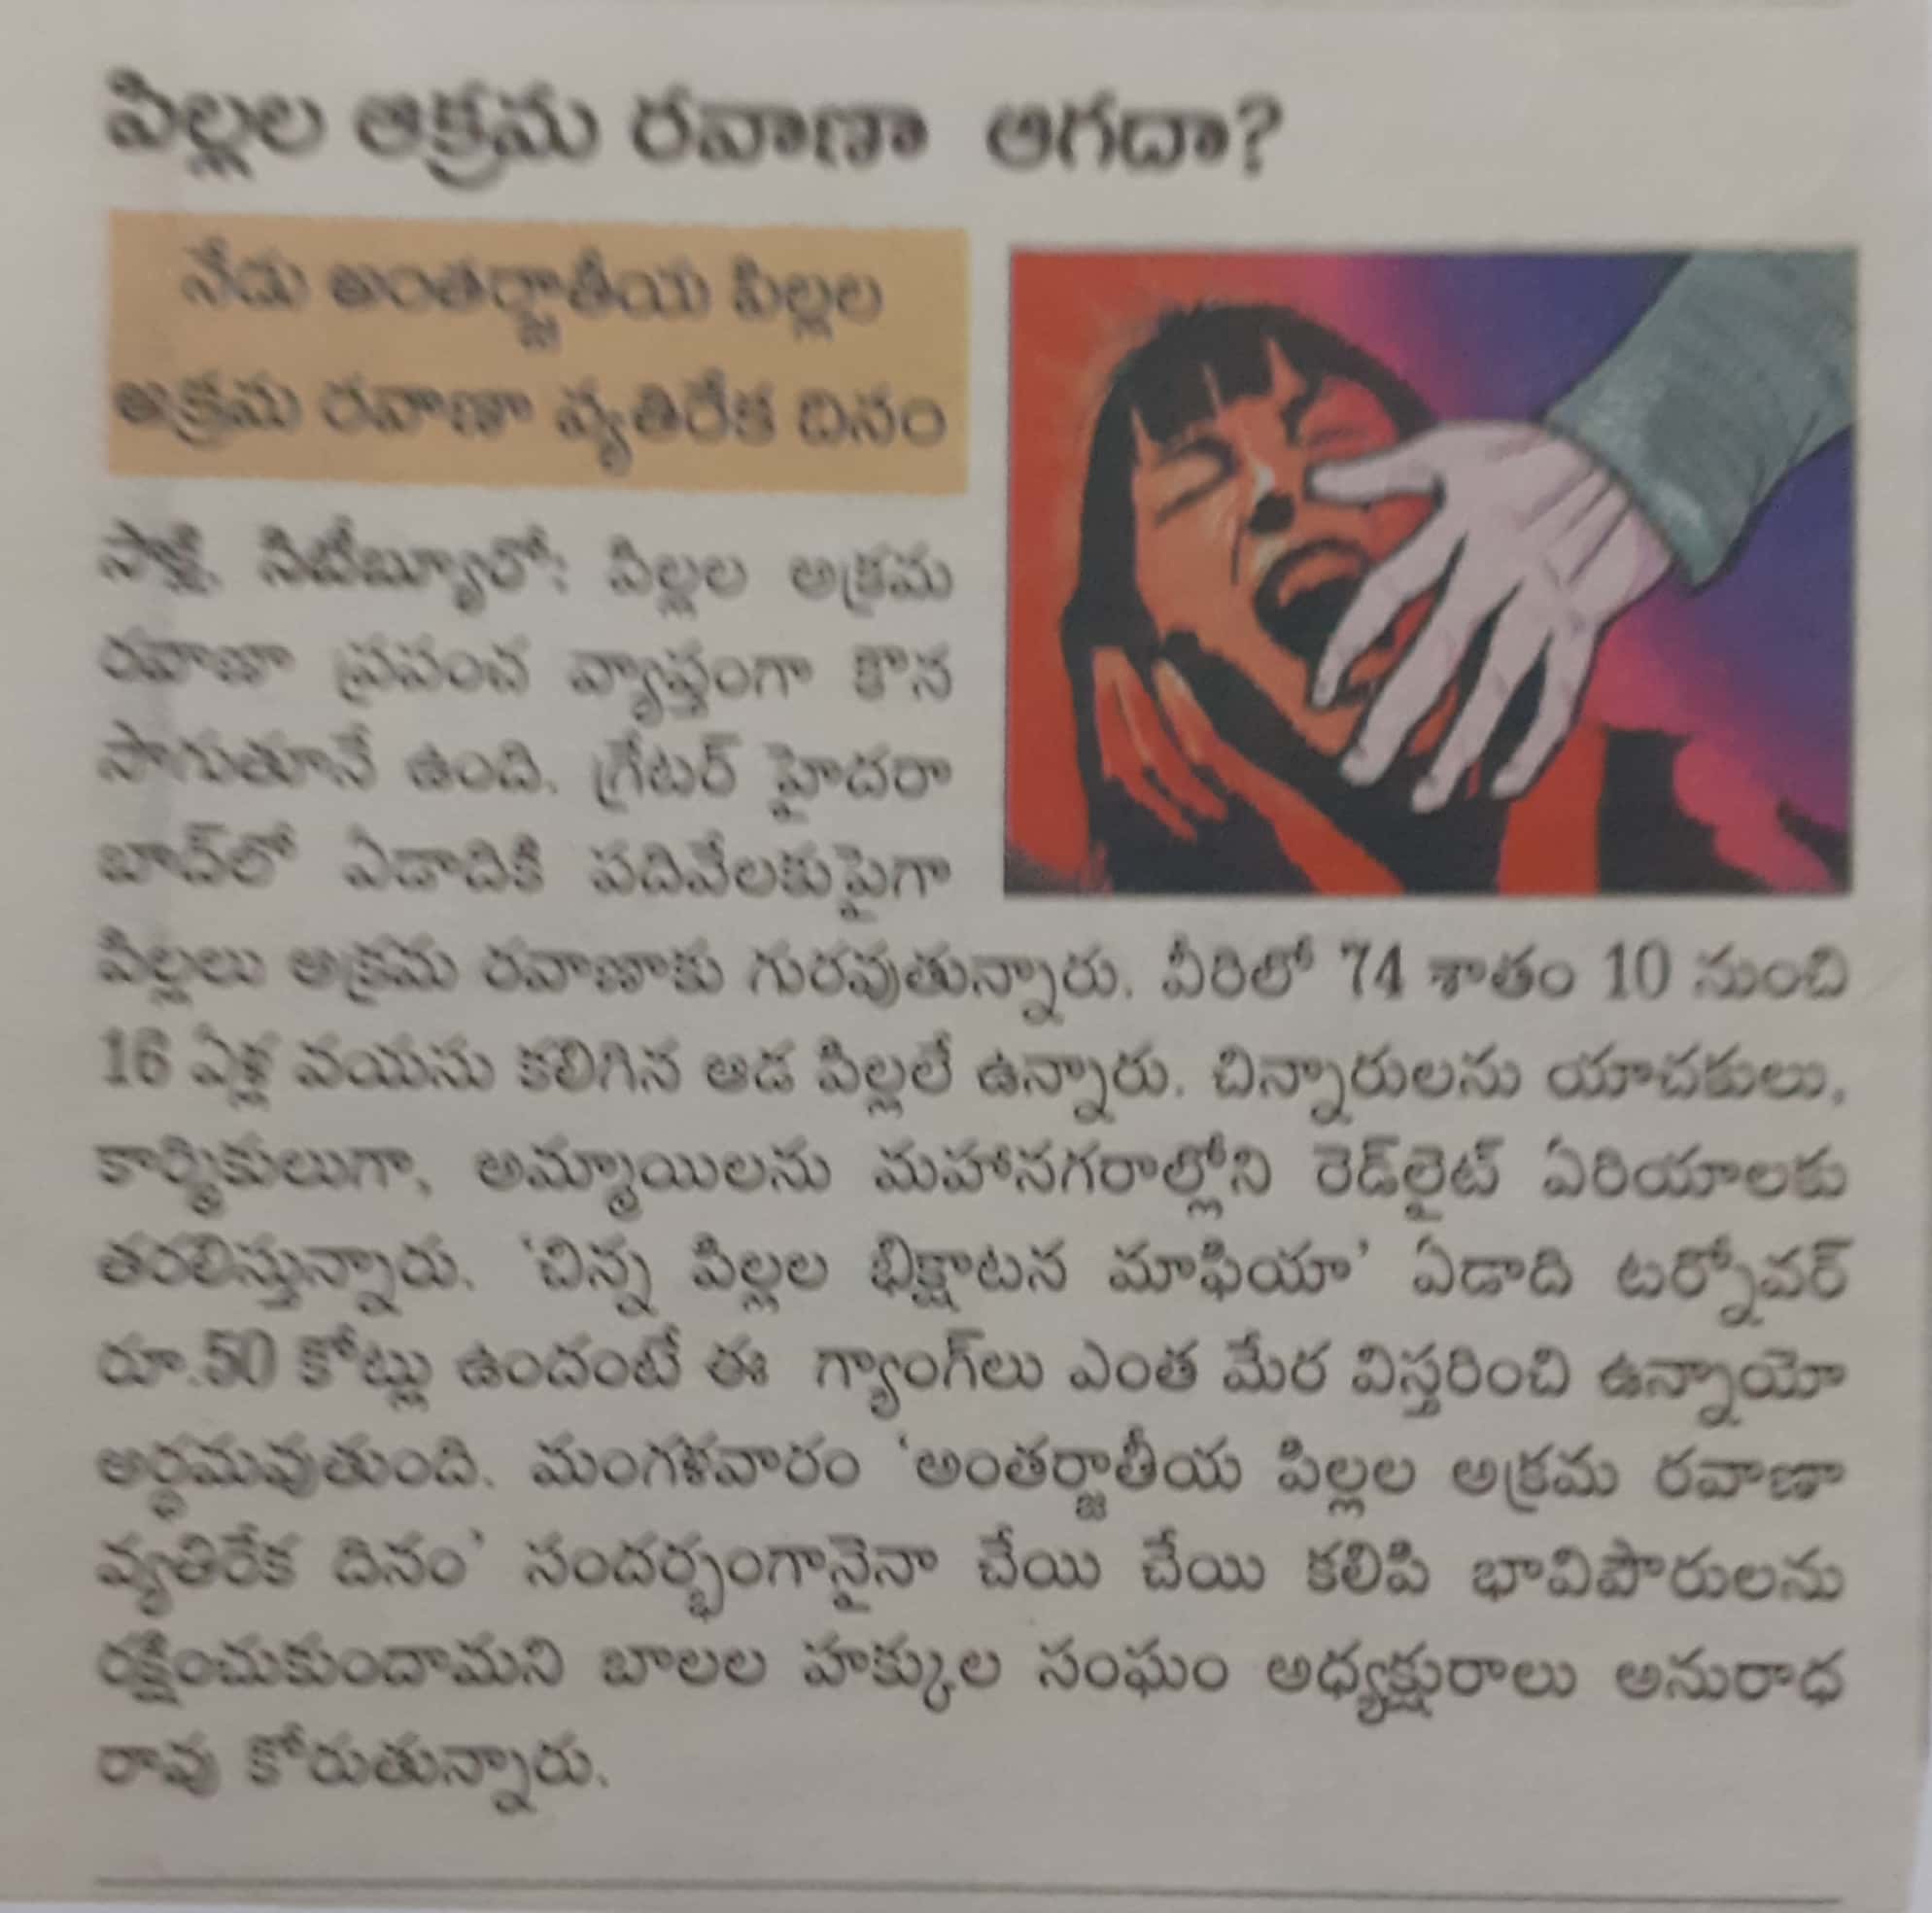 పిల్లల అక్రమ రవాణా ఆగదా?
నేడు అంతర్జాతీయ పిల్లల
అక్రమ రవాణా వ్యతిరేక దినం
సాక్షి, సిటీబ్యూరో: పిల్లల అక్రమ
రవాణా ప్రపంచ వ్యాప్తంగా కొన
సాగుతూనే ఉంది. గ్రేటర్ హైదరా
బాద్‌లో ఏడాదికి పదివేలకుపైగా
పిల్లలు అక్రమ రవాణాకు గురవుతున్నారు. వీరిలో 74 శాతం 10 నుంచి
16 ఏళ్ల వయసు కలిగిన ఆడ పిల్లలే ఉన్నారు. చిన్నారులను యాచకులు,
కార్మికులుగా, అమ్మాయిలను మహానగరాల్లోని రెడ్‌లైట్ ఏరియాలకు
తరలిస్తున్నారు. 'చిన్న పిల్లల భిక్షాటన మాఫియా' ఏడాది టర్నోవర్
రూ.50 కోట్లు ఉందంటే ఈ గ్యాంగ్‌లు ఎంత మేర విస్తరించి ఉన్నాయో
అర్థమవుతుంది. మంగళవారం 'అంతర్జాతీయ పిల్లల అక్రమ రవాణా
వ్యతిరేక దినం' సందర్భంగానైనా చేయి చేయి కలిపి భావిపౌరులను
రక్షించుకుందామని బాలల హక్కుల సంఘం అధ్యక్షురాలు అనురాధ
రావు కోరుతున్నారు.